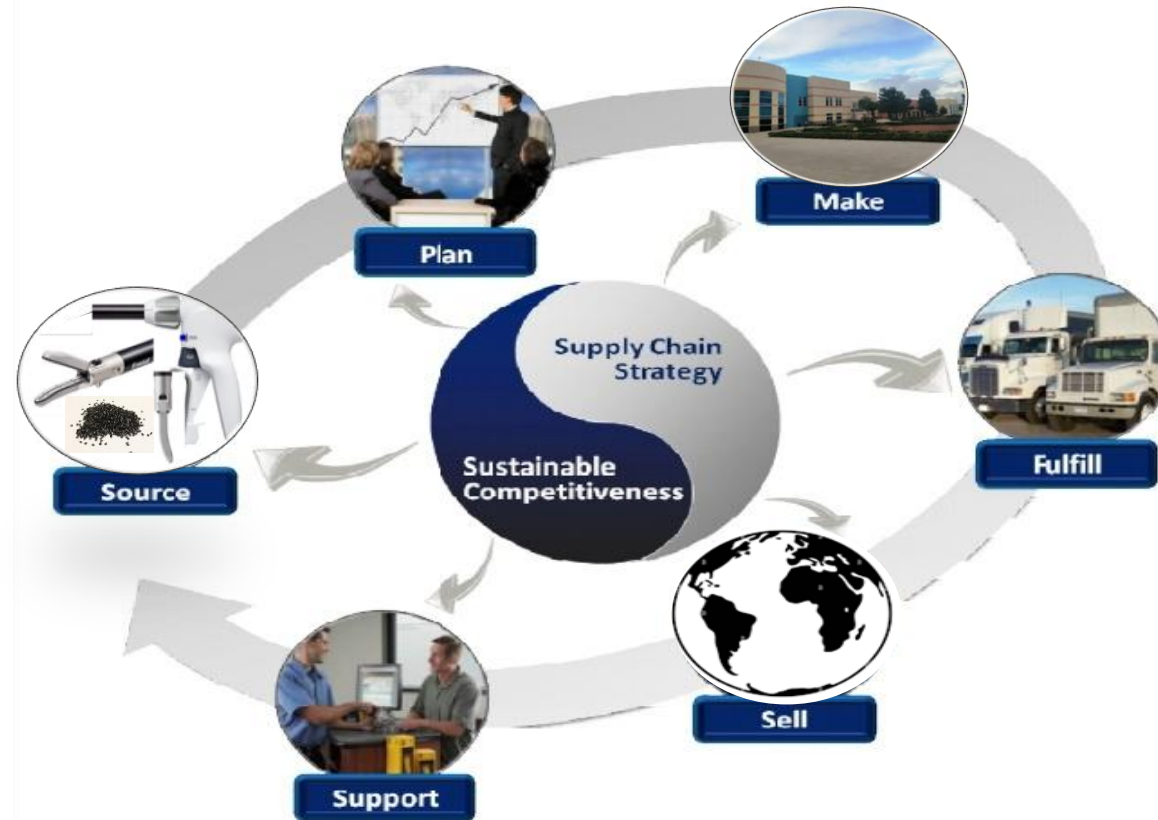 Make
Plan
Supply Chain
Strategy
Fulfill
Sustainable
Competitiveness
Source
Sell
Support